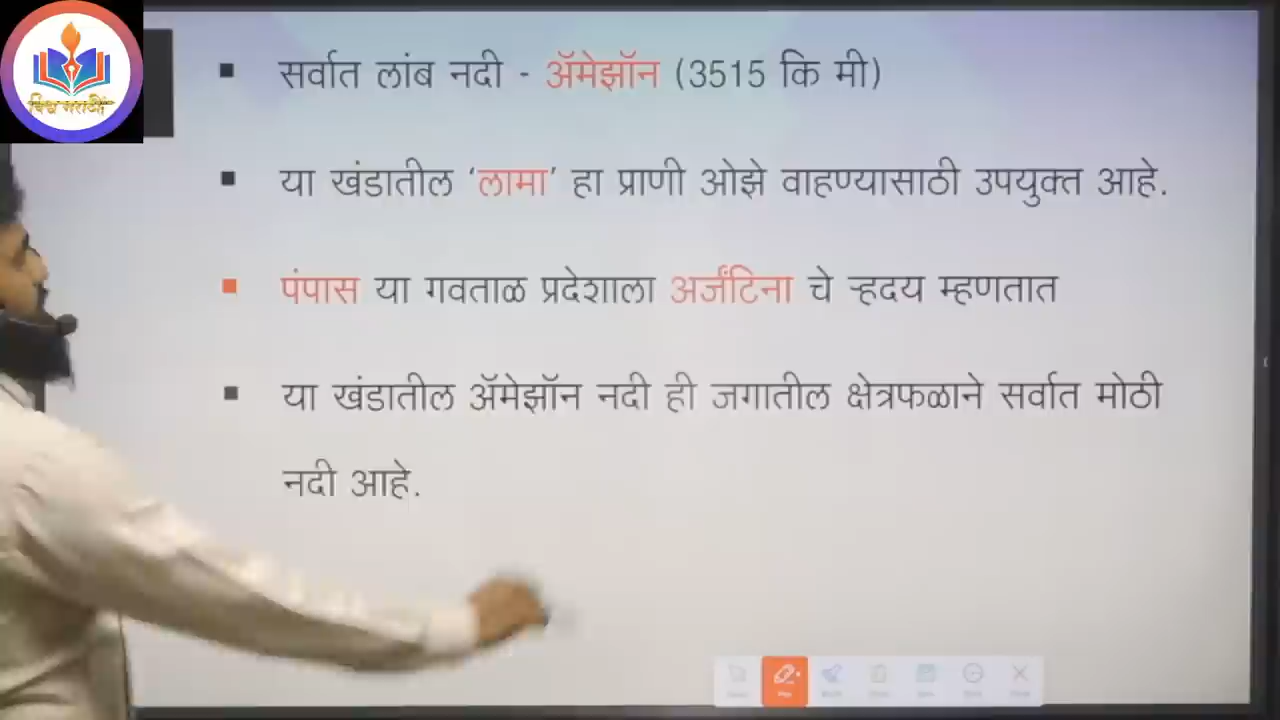 विश्व मराठी
सर्वात लांब नदी - ॲमेझॉन (3515 कि मी)
या खंडातील ‘लामा’ हा प्राणी ओझे वाहण्यासाठी उपयुक्त आहे.
पंपास या गवताळ प्रदेशाला अर्जेंटिना चे ऱ्हदय म्हणतात
या खंडातील ॲमेझॉन नदी ही जगातील क्षेत्रफळाने सर्वात मोठी
नदी आहे.